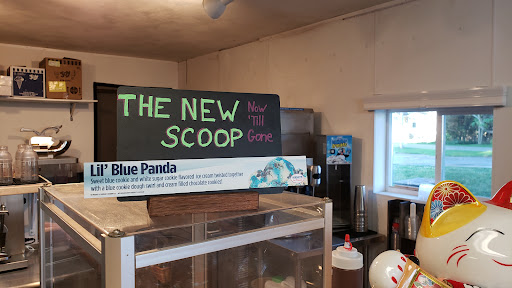 THE NEW
SCOOP
Now
'Till
Gone
Lil' Blue Panda
Sweet blue cookie and white sugar cookie flavored ice cream twisted together
with a blue cookie dough swirl and cream filled chocolate cookies!